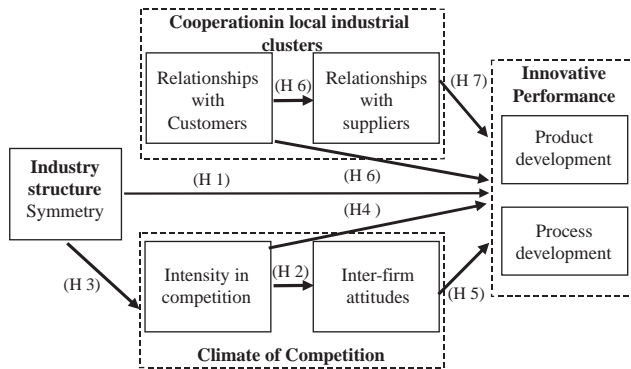 Cooperationin local industrial
clusters
Relationships
with
Customers
(H 6)
Relationships
with
suppliers
(H 7)
Innovative
Performance
Product
development
Process
development
Industry
structure
Symmetry
(H 1)
(H 6)
(H4 )
(H 3)
Intensity in
competition
(H 2)
Inter-firm
attitudes
(H 5)
Climate of Competition